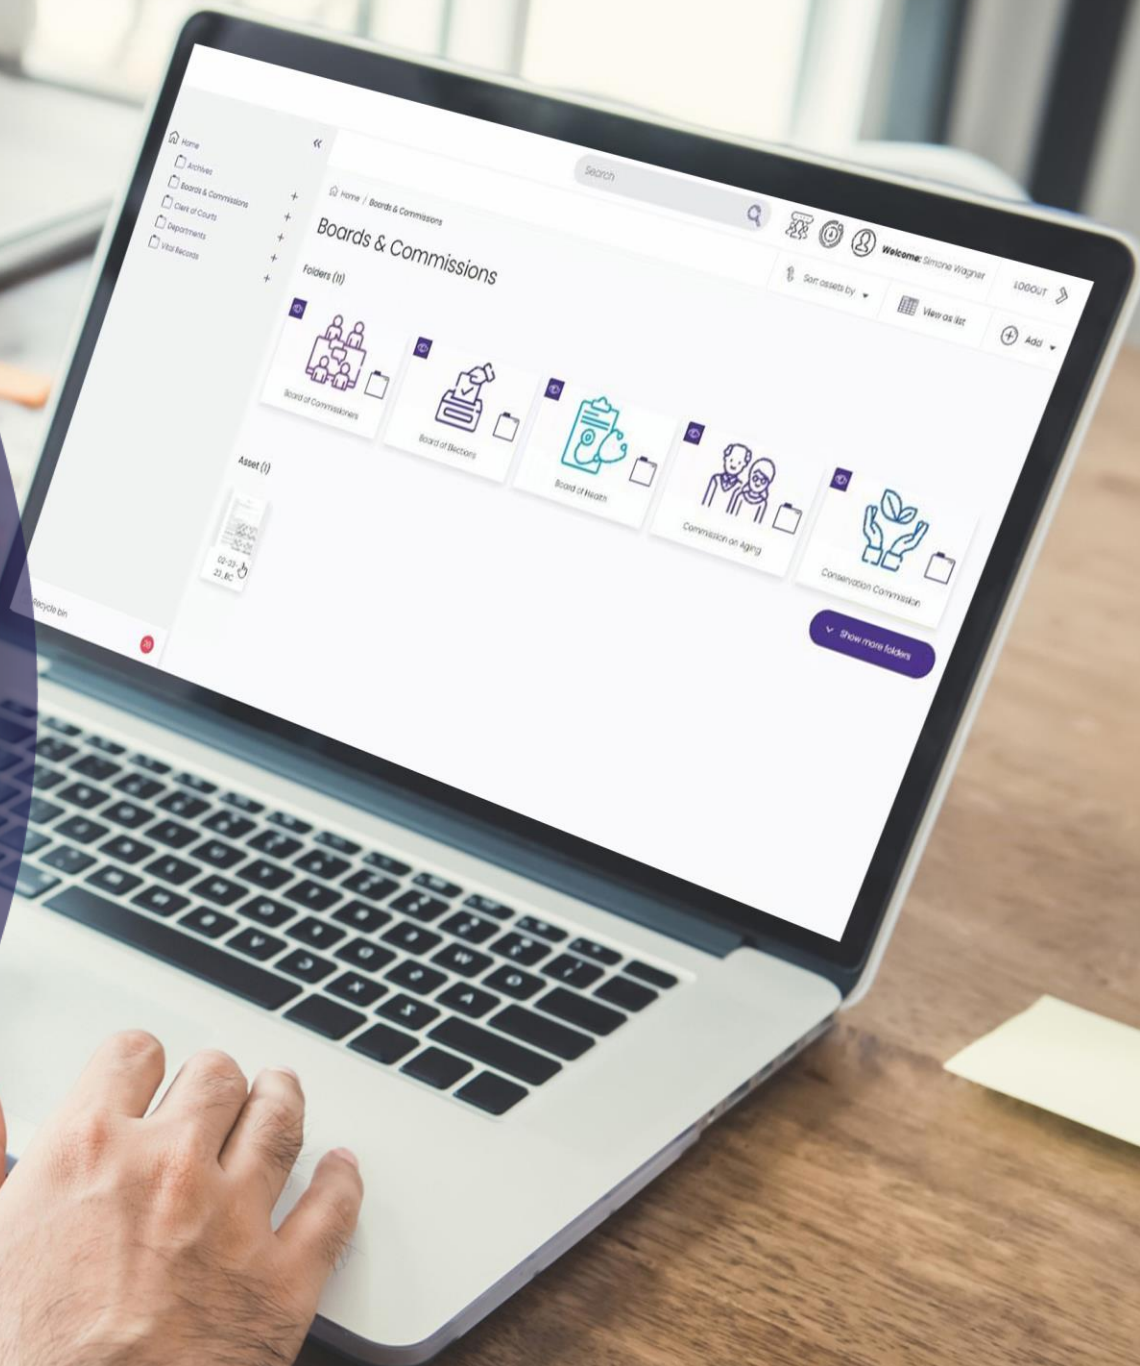 Search
Welcome: Simone Wagner
LOGOUT
Home
Archives
Boards & Commissions
Clerk of Courts
Departments
Vital Records
Home / Boards & Commissions
Sort assets by
View as list
Add
Boards & Commissions
Folders (11)
Board of Commissioners
Board of Elections
Board of Health
Commission on Aging
Conservation Commission
Show more folders
Asset (1)
23_BC
Recycle bin